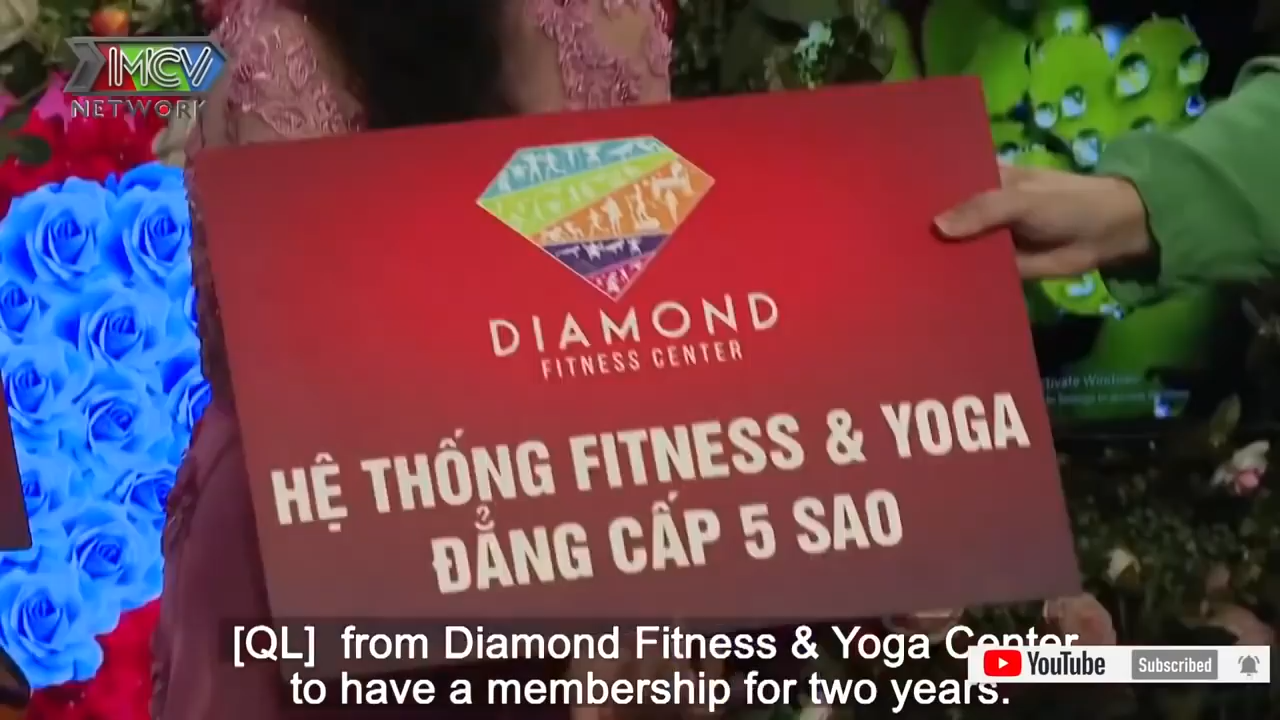 MCV
NETWORK
DIAMOND
FITNESS CENTER
HỆ THỐNG FITNESS & YOGA
ĐẲNG CẤP 5 SAO
[QL] from Diamond Fitness & Yoga Center
to have a membership for two years.
YouTube
Subscribed